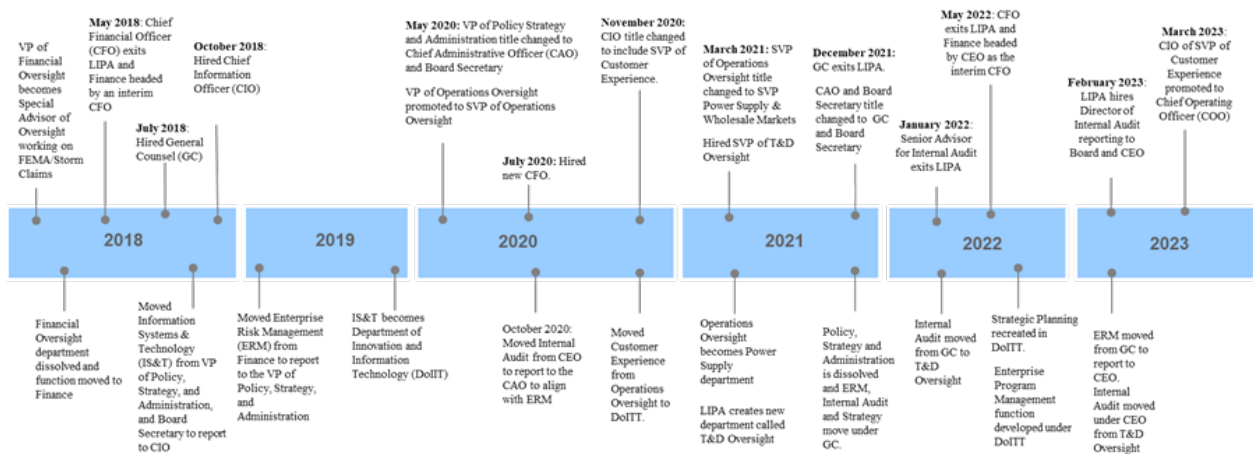 VP of
Financial
Oversight
becomes
Special
Advisor of
Oversight
working on
FEMA/Storm
Claims
May 2018: Chief
Financial Officer
(CFO) exits
LIPA and
Finance headed
by an interim
CFO
July 2018:
Hired General
Counsel (GC)
October 2018:
Hired Chief
Information
Officer (CIO)
May 2020: VP of Policy Strategy
and Administration title changed to
Chief Administrative Officer (CAO)
and Board Secretary
VP of Operations Oversight
promoted to SVP of Operations
Oversight
July 2020: Hired
new CFO.
November 2020:
CIO title changed
to include SVP of
Customer
Experience.
March 2021: SVP
of Operations
Oversight title
changed to SVP
Power Supply &
Wholesale Markets
Hired SVP of T&D
Oversight
December 2021:
GC exits LIPA.
CAO and Board
Secretary title
changed to GC
and Board
Secretary
January 2022:
Senior Advisor
for Internal Audit
exits LIPA
May 2022: CFO
exits LIPA and
Finance headed
by CEO as the
interim CFO
February 2023:
LIPA hires
Director of
Internal Audit
reporting to
Board and CEO
March 2023:
CIO of SVP of
Customer
Experience
promoted to
Chief Operating
Officer (COO)
2018
2019
2020
2021
2022
2023
Financial
Oversight
department
dissolved and
function moved to
Finance
Moved
Information
Systems &
Technology
(IS&T) from VP
of Policy,
Strategy, and
Administration,
and Board
Secretary to report
to CIO
Moved Enterprise
Risk Management
(ERM) from
Finance to report
to the VP of
Policy, Strategy,
and
Administration
IS&T becomes
Department of
Innovation and
Information
Technology (DoIIT)
October 2020:
Moved Internal
Audit from CEO
to report to the
CAO to align
with ERM
Moved
Customer
Experience
from
Operations
Oversight to
DoITT.
Operations
Oversight
becomes Power
Supply
department
LIPA creates new
department called
T&D Oversight
Policy,
Strategy and
Administration
is dissolved
and ERM,
Internal Audit
and Strategy
move under
GC.
Internal
Audit moved
from GC to
T&D
Oversight
Strategic Planning
recreated in
DoITT.
Enterprise
Program
Management
function
developed under
DoITT
ERM moved
from GC to
report to
CEO.
Internal
Audit moved
under CEO
from T&D
Oversight